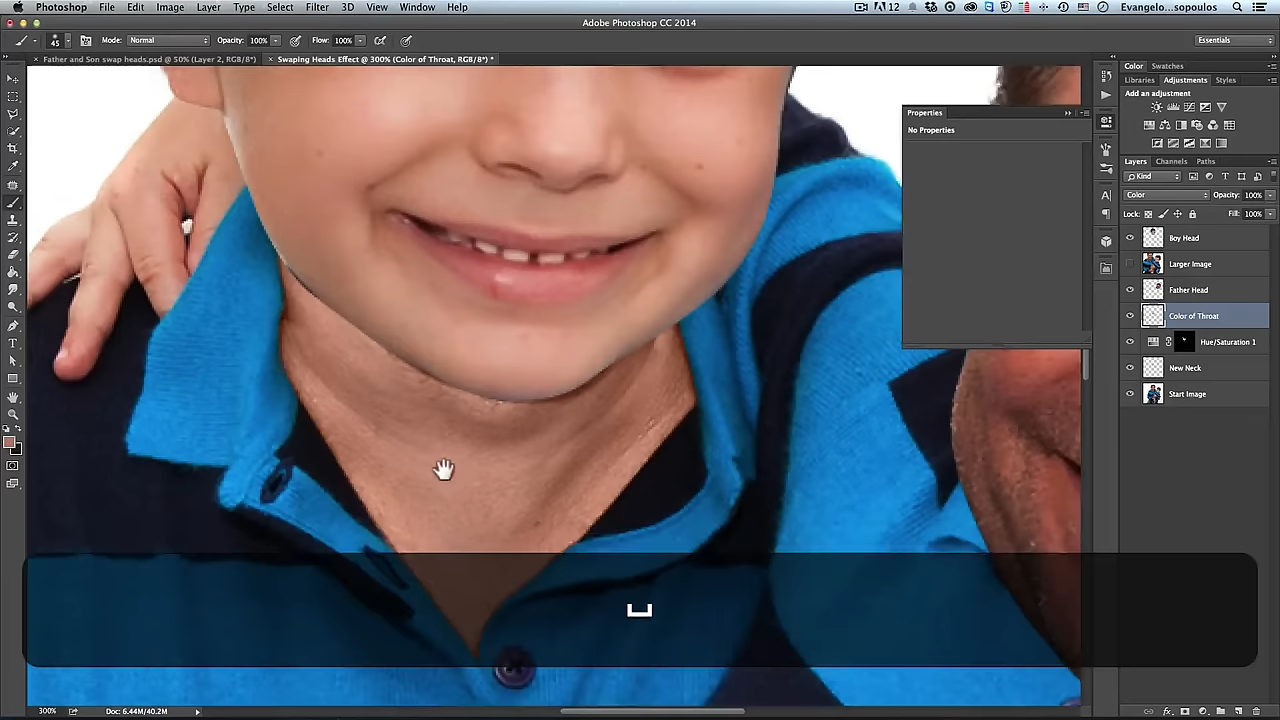 Photoshop File Edit Image Layer Type Select Filter 3D View Window Help
12 Evangelo...sopoulos
Adobe Photoshop CC 2014
45 Mode: Normal Opacity: 100% Flow: 100% Essentials
× Father and Son swap heads.psd @ 50% (Layer 2, RGB/8*) × Swaping Heads Effect @ 300% (Color of Throat, RGB/8*) *
Color Swatches
Libraries Adjustments Styles
Add an adjustment
Properties
No Properties
Layers Channels Paths
Kind
Color Opacity: 100%
Lock: Fill: 100%
Boy Head
Larger Image
Father Head
Color of Throat
Hue/Saturation 1
New Neck
Start Image
300% Doc: 6.44M/40.2M